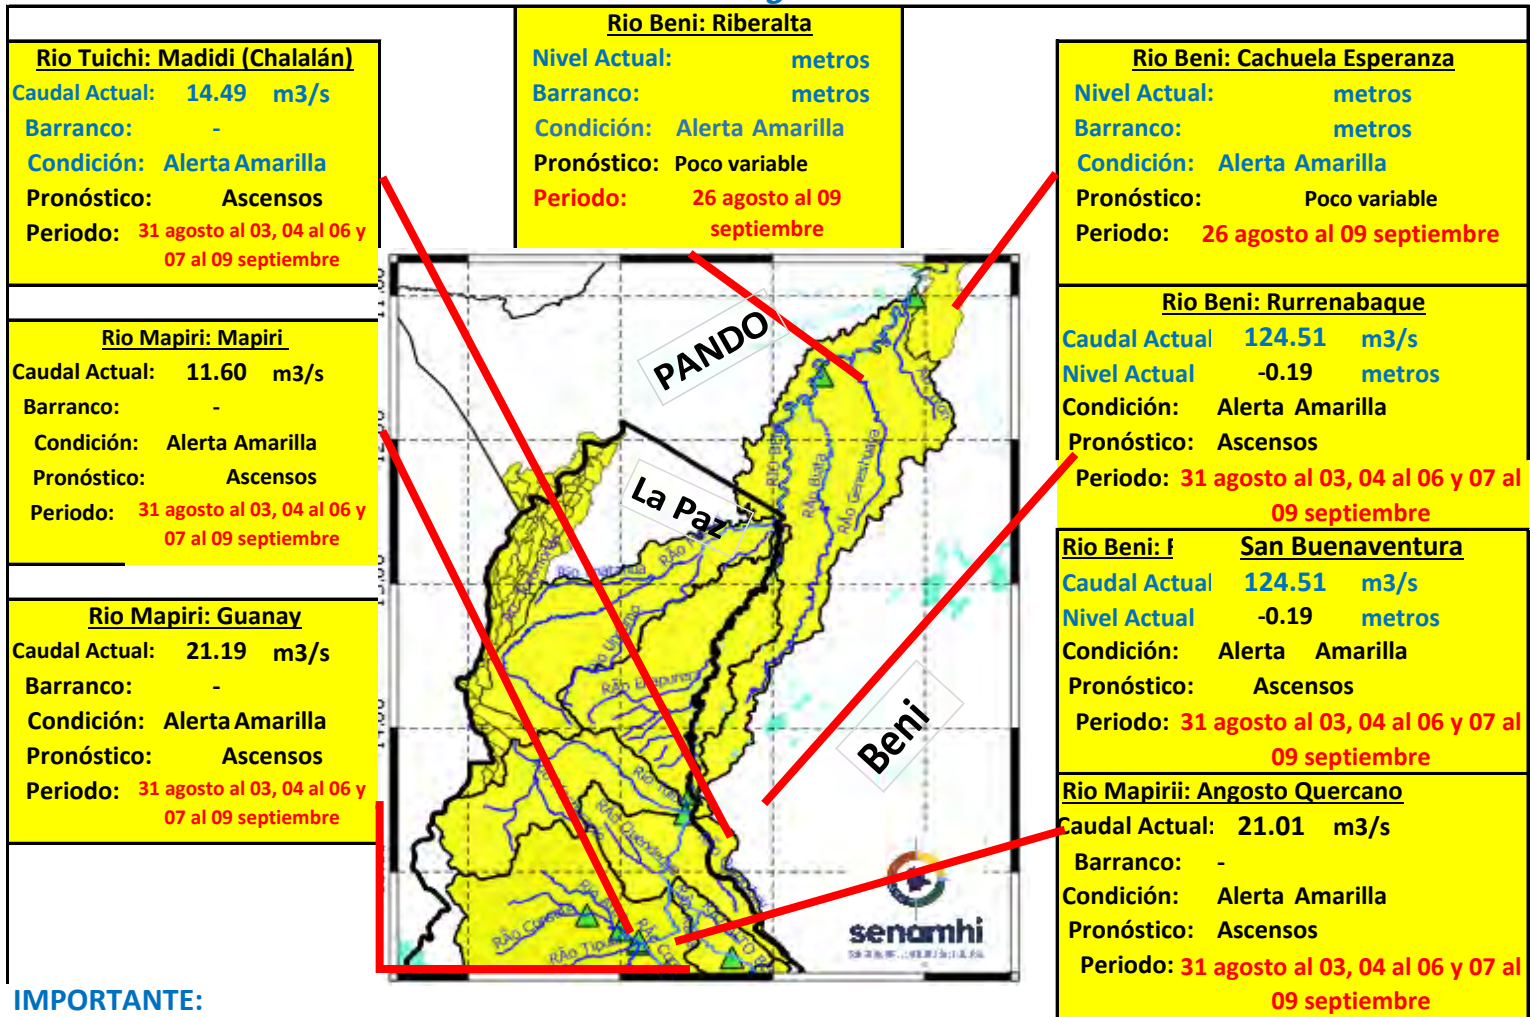 Rio Tuichi: Madidi (Chalalán)
Caudal Actual: 14.49 m3/s
Barranco: -
Condición: Alerta Amarilla
Pronóstico: Ascensos
Periodo: 31 agosto al 03, 04 al 06 y
07 al 09 septiembre
Rio Mapiri: Mapiri
Caudal Actual: 11.60 m3/s
Barranco: -
Condición: Alerta Amarilla
Pronóstico: Ascensos
Periodo: 31 agosto al 03, 04 al 06 y
07 al 09 septiembre
Rio Mapiri: Guanay
Caudal Actual: 21.19 m3/s
Barranco: -
Condición: Alerta Amarilla
Pronóstico: Ascensos
Periodo: 31 agosto al 03, 04 al 06 y
07 al 09 septiembre
Rio Beni: Riberalta
Nivel Actual: metros
Barranco: metros
Condición: Alerta Amarilla
Pronóstico: Poco variable
Periodo: 26 agosto al 09
septiembre
PANDO
La Paz
Beni
RÃo Biata
RÃo Geneshuaya
senamhi
Rio Beni: Cachuela Esperanza
Nivel Actual: metros
Barranco: metros
Condición: Alerta Amarilla
Pronóstico: Poco variable
Periodo: 26 agosto al 09 septiembre
Rio Beni: Rurrenabaque
Caudal Actual 124.51 m3/s
Nivel Actual -0.19 metros
Condición: Alerta Amarilla
Pronóstico: Ascensos
Periodo: 31 agosto al 03, 04 al 06 y 07 al
09 septiembre
Rio Beni: San Buenaventura
Caudal Actual 124.51 m3/s
Nivel Actual -0.19 metros
Condición: Alerta Amarilla
Pronóstico: Ascensos
Periodo: 31 agosto al 03, 04 al 06 y 07 al
09 septiembre
Rio Mapirii: Angosto Quercano
Caudal Actual: 21.01 m3/s
Barranco: -
Condición: Alerta Amarilla
Pronóstico: Ascensos
Periodo: 31 agosto al 03, 04 al 06 y 07 al
09 septiembre
IMPORTANTE: